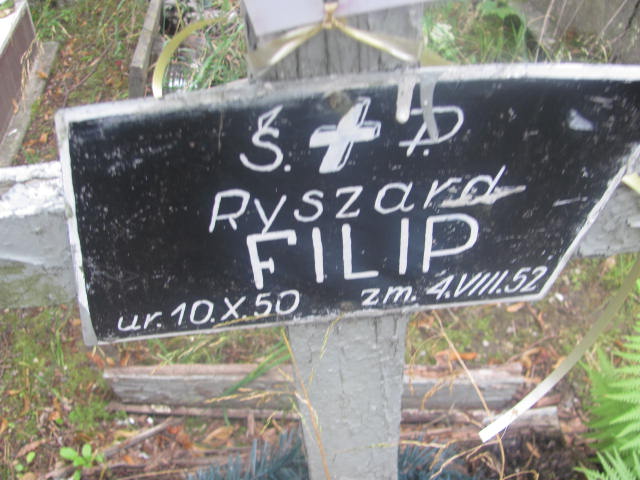 Ś. P.
Ryszard
FILIP
ur. 10.X.50 zm. 4.VIII.52